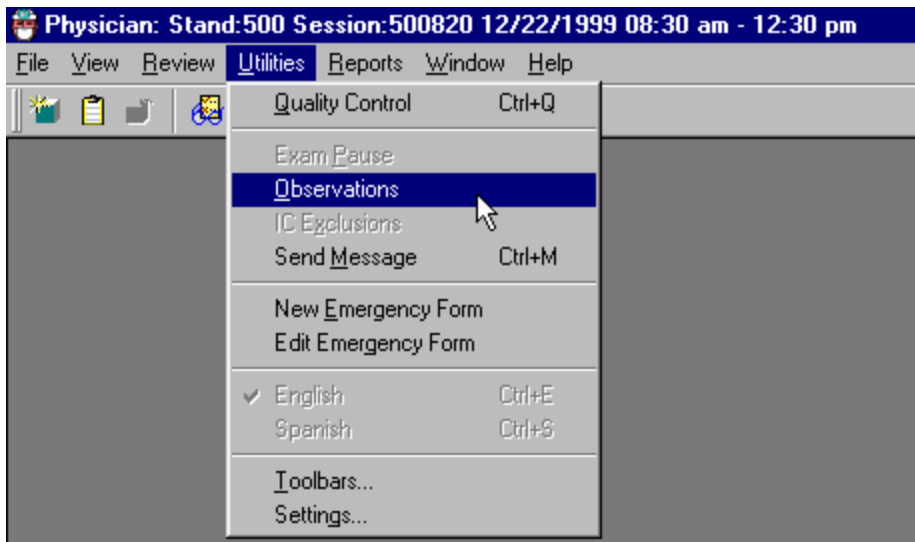 Physician: Stand:500 Session:500820 12/22/1999 08:30 am - 12:30 pm
File View Review Utilities Reports Window Help
Quality Control Ctrl+Q
Exam Pause
Observations
IC Exclusions
Send Message Ctrl+M
New Emergency Form
Edit Emergency Form
English Ctrl+E
Spanish Ctrl+S
Toolbars...
Settings...